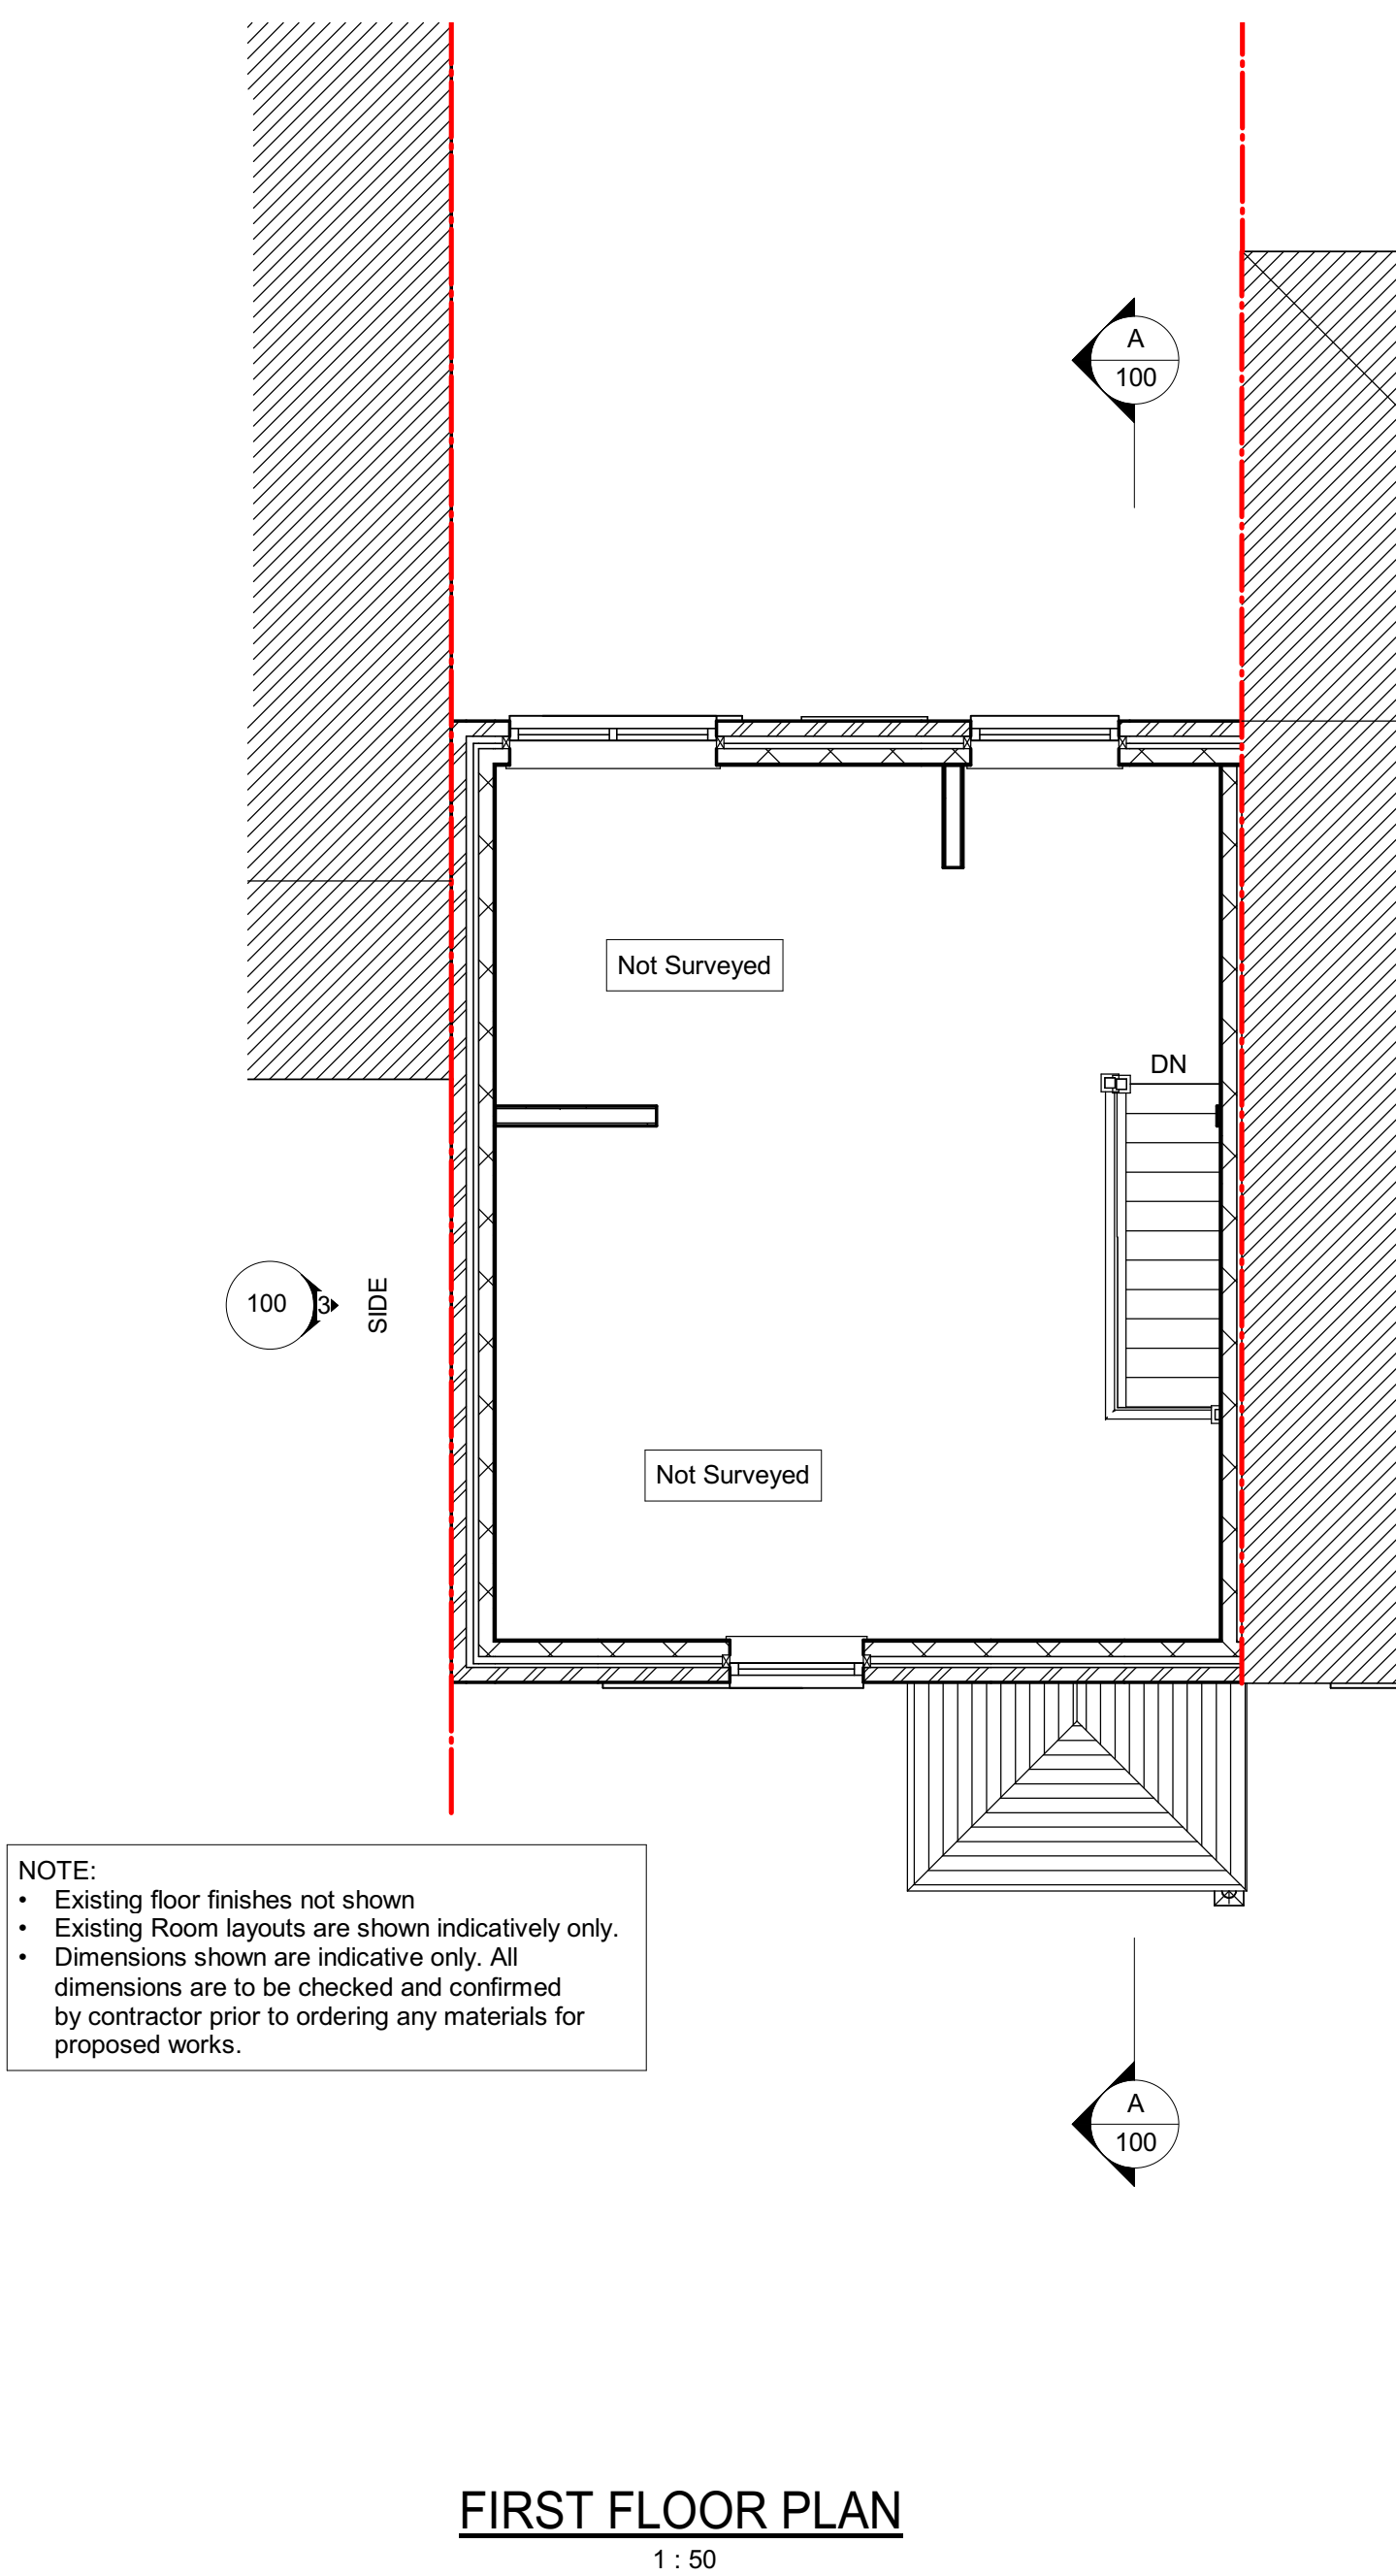 A
100
Not Surveyed
DN
100
3
SIDE
Not Surveyed
NOTE:
• Existing floor finishes not shown
• Existing Room layouts are shown indicatively only.
• Dimensions shown are indicative only. All
dimensions are to be checked and confirmed
by contractor prior to ordering any materials for
proposed works.
A
100
FIRST FLOOR PLAN
1 : 50